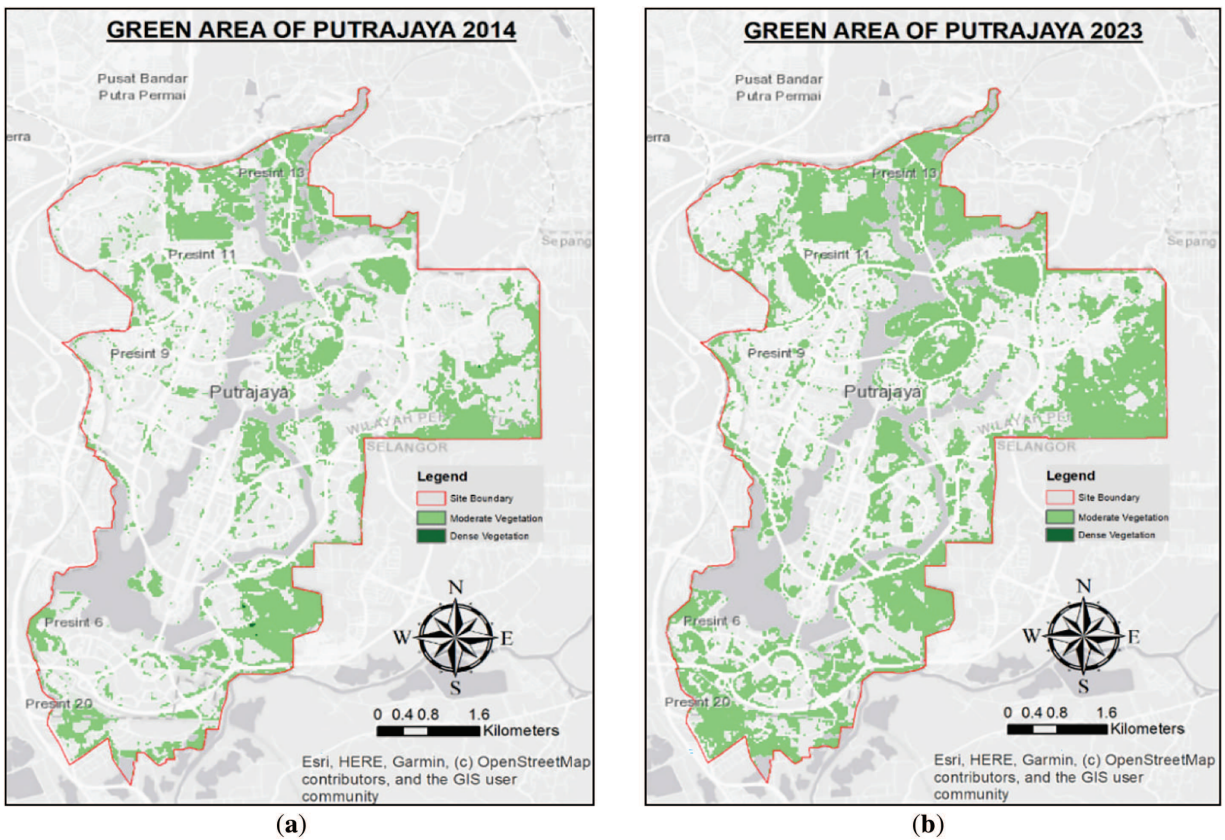 GREEN AREA OF PUTRAJAYA 2014
Pusat Bandar
Putra Permai
erra
Presint 13
Sepang
Presint 11
Presint 9
Putrajaya
WILAYAH PE
SELANGOR
Legend
Site Boundary
Moderate Vegetation
Dense Vegetation
Presint 6
N
W E
S
Presint 20
0 0.4 0.8 1.6
Kilometers
Esri, HERE, Garmin, (c) OpenStreetMap
contributors, and the GIS user
community
(a)
GREEN AREA OF PUTRAJAYA 2023
Pusat Bandar
Putra Permai
erra
Presint 13
Sepang
Presint 11
Presint 9
Putrajaya
WILAYAH PE
SELANGOR
Legend
Site Boundary
Moderate Vegetation
Dense Vegetation
Presint 6
N
W E
S
Presint 20
0 0.4 0.8 1.6
Kilometers
Esri, HERE, Garmin, (c) OpenStreetMap
contributors, and the GIS user
community
(b)